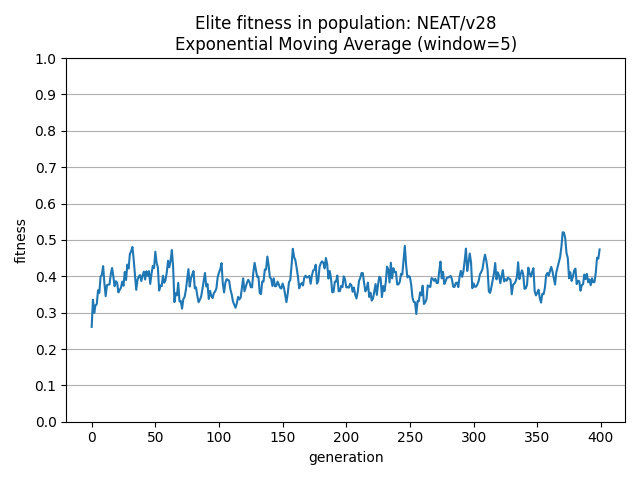 Elite fitness in population: NEAT/v28
Exponential Moving Average (window=5)
1.0
0.9
0.8
0.7
0.6
0.5
0.4
0.3
0.2
0.1
0.0
fitness
0 50 100 150 200 250 300 350 400
generation